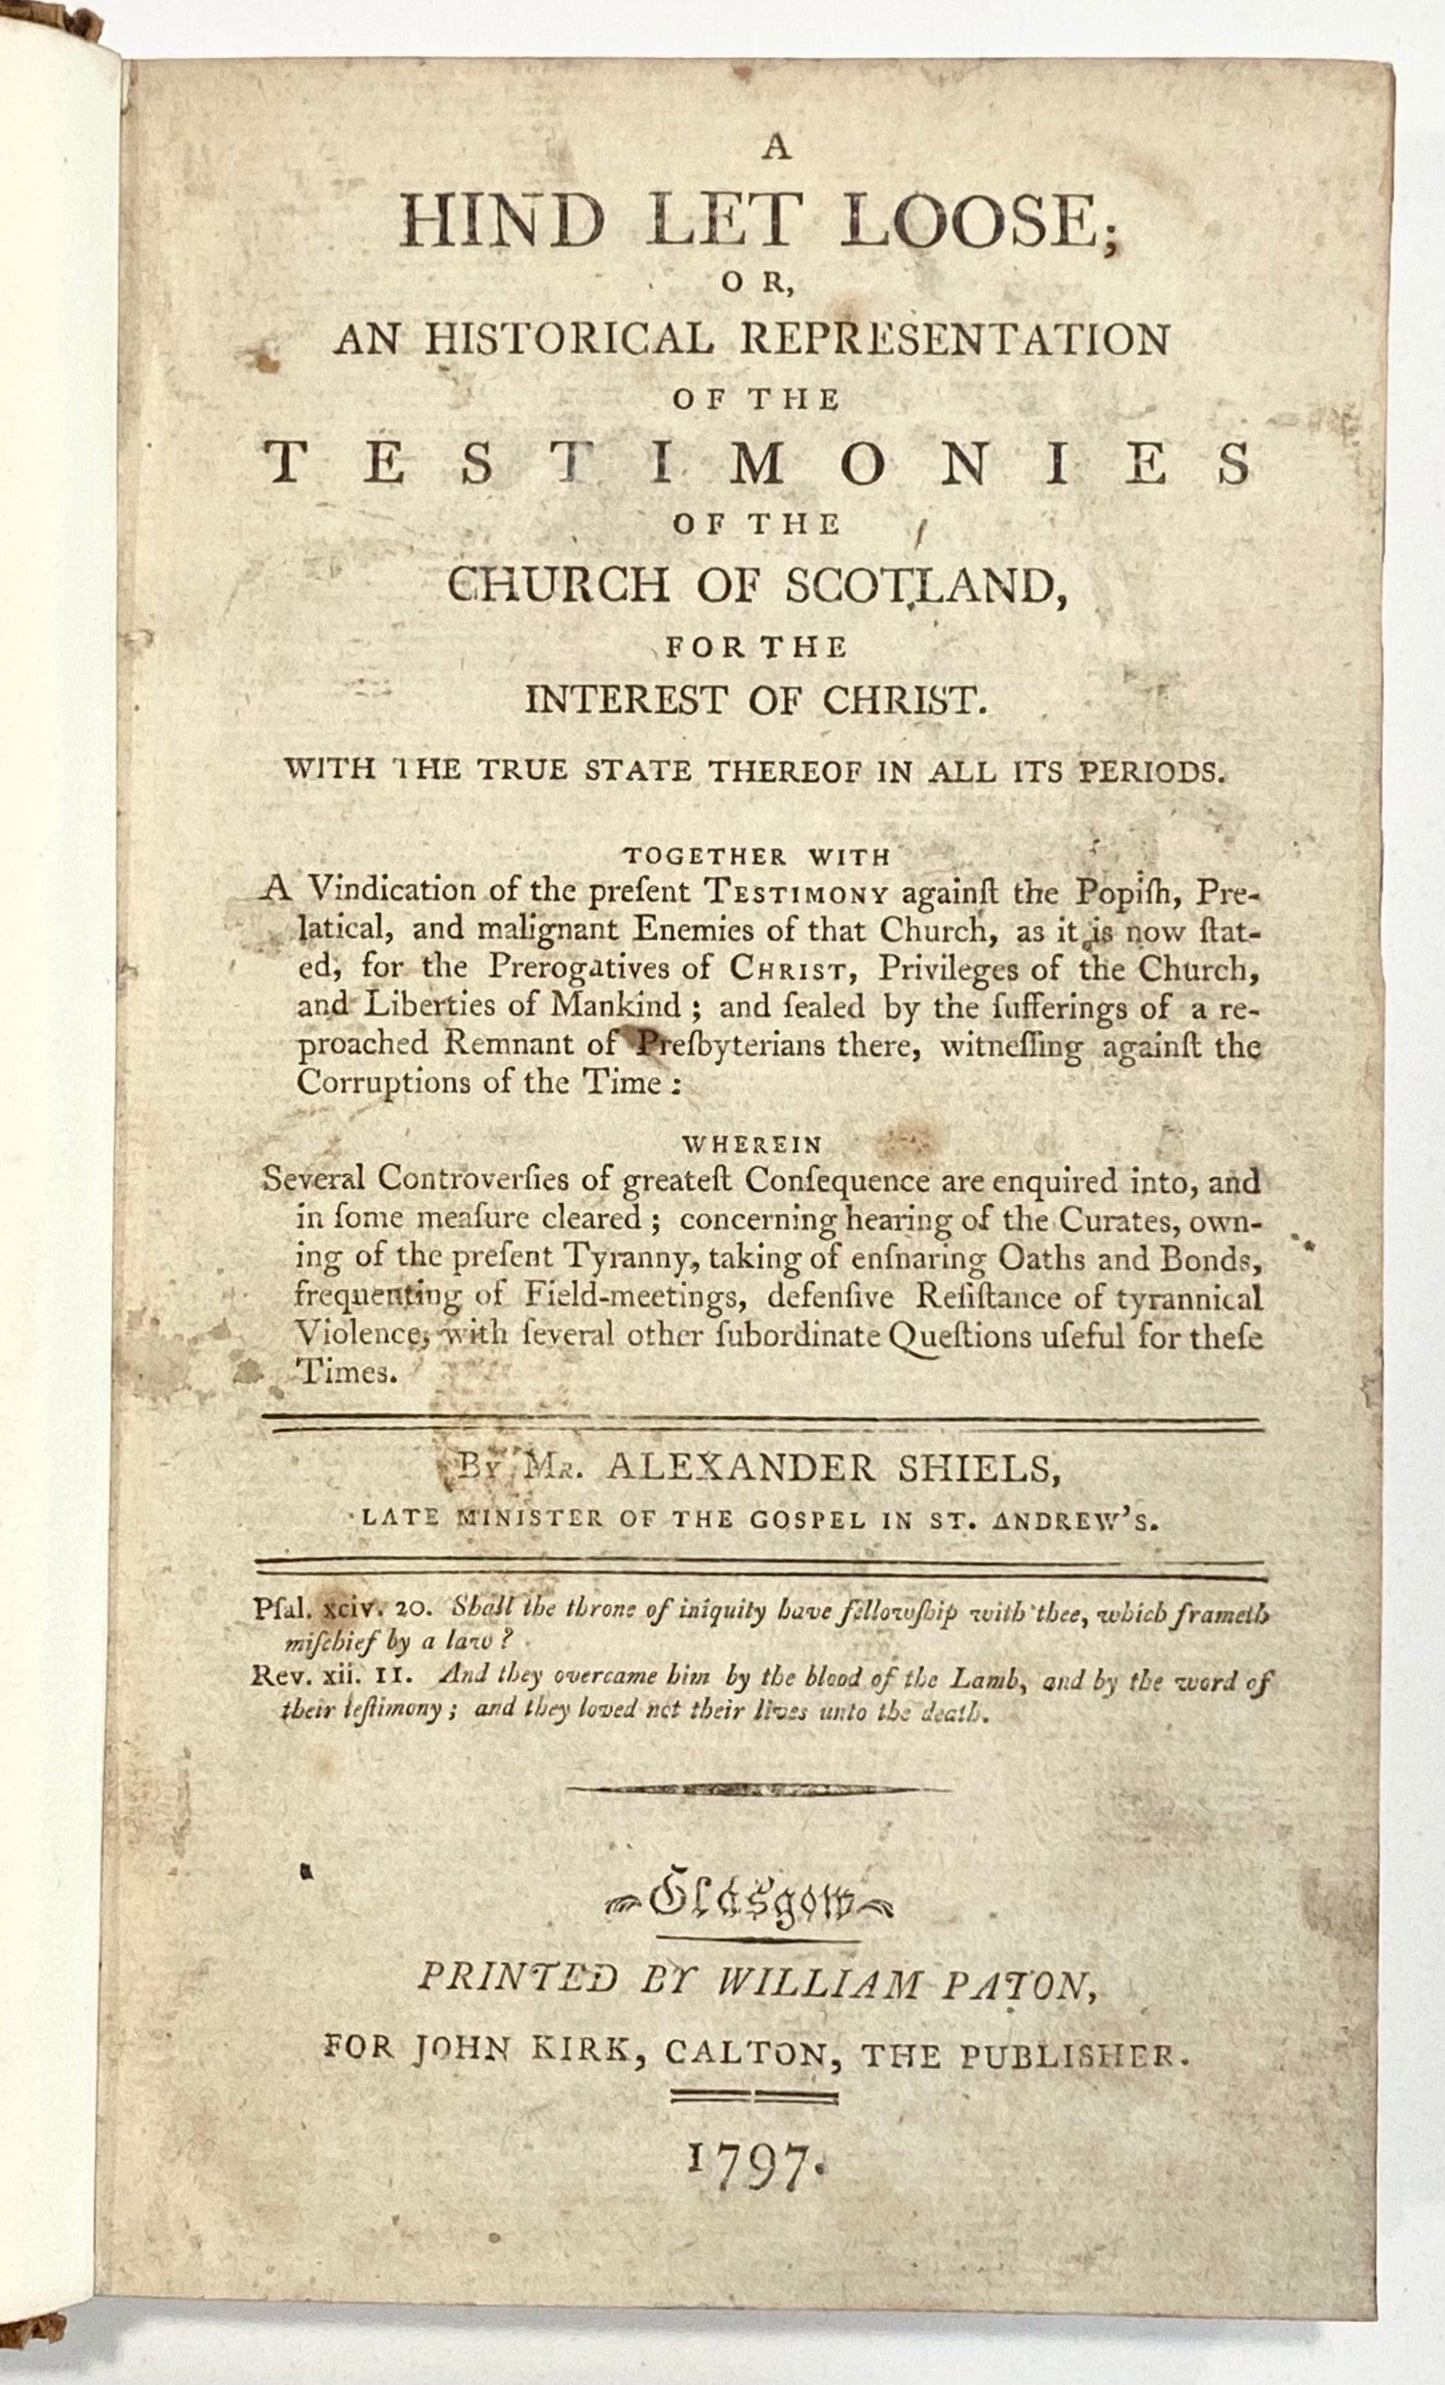 A
HIND LET LOOSE;
OR,
AN HISTORICAL REPRESENTATION
OF THE
TESTIMONIES
OF THE
CHURCH OF SCOTLAND,
FOR THE
INTEREST OF CHRIST.
WITH THE TRUE STATE THEREOF IN ALL ITS PERIODS.
TOGETHER WITH
A Vindication of the preſent TESTIMONY againſt the Popiſh, Pre-
latical, and malignant Enemies of that Church, as it is now ſtat-
ed, for the Prerogatives of CHRIST, Privileges of the Church,
and Liberties of Mankind; and ſealed by the ſufferings of a re-
proached Remnant of Preſbyterians there, witneſſing againſt the
Corruptions of the Time:
WHEREIN
Several Controverſies of greateſt Conſequence are enquired into, and
in ſome meaſure cleared; concerning hearing of the Curates, own-
ing of the preſent Tyranny, taking of enſnaring Oaths and Bonds,
frequenting of Field-meetings, defenſive Reſiſtance of tyrannical
Violence, with ſeveral other ſubordinate Queſtions uſeful for theſe
Times.
BY MR. ALEXANDER SHIELS,
LATE MINISTER OF THE GOSPEL IN ST. ANDREW'S.
Pſal. xciv. 20. Shall the throne of iniquity have fellowſhip with thee, which frameth
miſchief by a law?
Rev. xii. 11. And they overcame him by the blood of the Lamb, and by the word of
their teſtimony; and they loved not their lives unto the death.
Glasgow
PRINTED BY WILLIAM PATON,
FOR JOHN KIRK, CALTON, THE PUBLISHER.
1797.